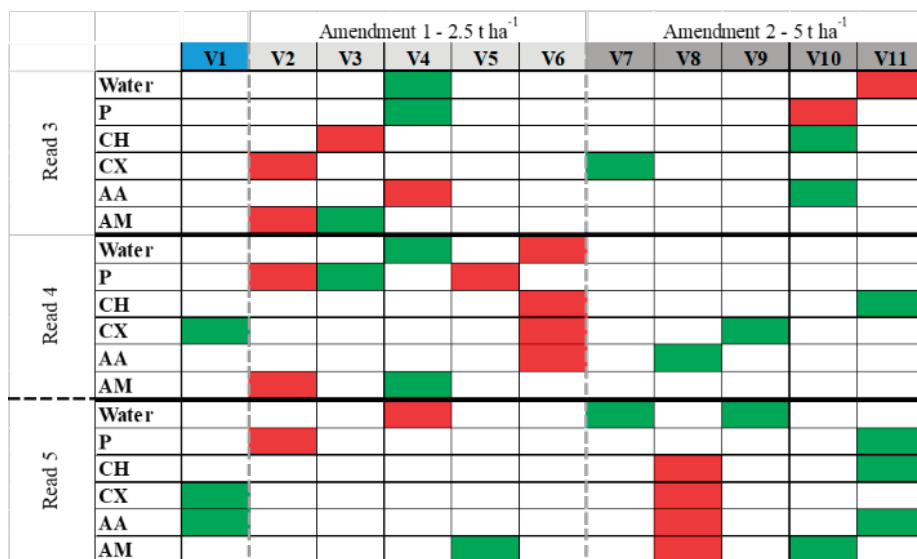 Amendment 1 - 2.5 t ha⁻¹ Amendment 2 - 5 t ha⁻¹
V1 V2 V3 V4 V5 V6 V7 V8 V9 V10 V11
Read 3
Water
P
CH
CX
AA
AM
Read 4
Water
P
CH
CX
AA
AM
Read 5
Water
P
CH
CX
AA
AM